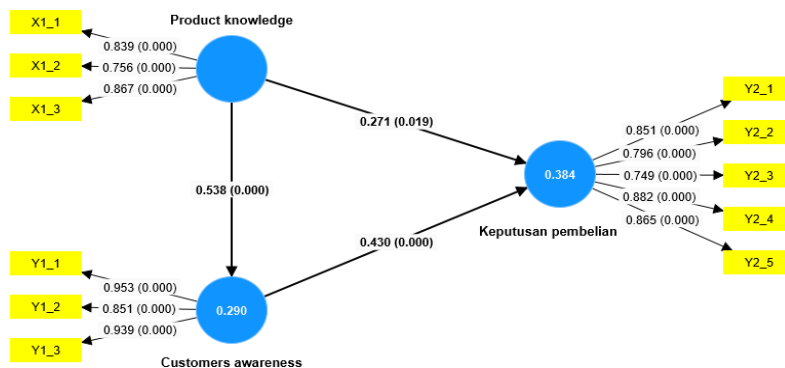 Product knowledge
X1_1
X1_2
X1_3
0.839 (0.000)
0.756 (0.000)
0.867 (0.000)
0.271 (0.019)
0.538 (0.000)
0.430 (0.000)
0.384
Keputusan pembelian
Y2_1
Y2_2
Y2_3
Y2_4
Y2_5
0.851 (0.000)
0.796 (0.000)
0.749 (0.000)
0.882 (0.000)
0.865 (0.000)
Y1_1
Y1_2
Y1_3
0.953 (0.000)
0.851 (0.000)
0.939 (0.000)
0.290
Customers awareness